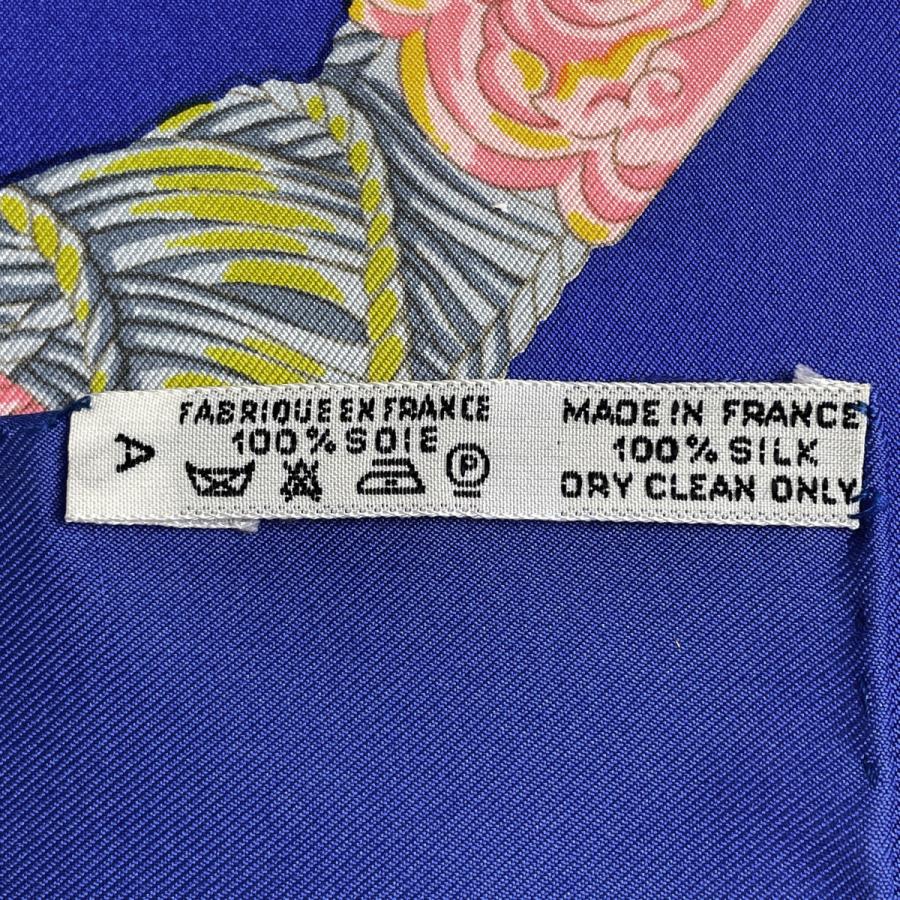 A
FABRIQUE EN FRANCE
100% SOIE
P
MADE IN FRANCE
100% SILK
DRY CLEAN ONLY